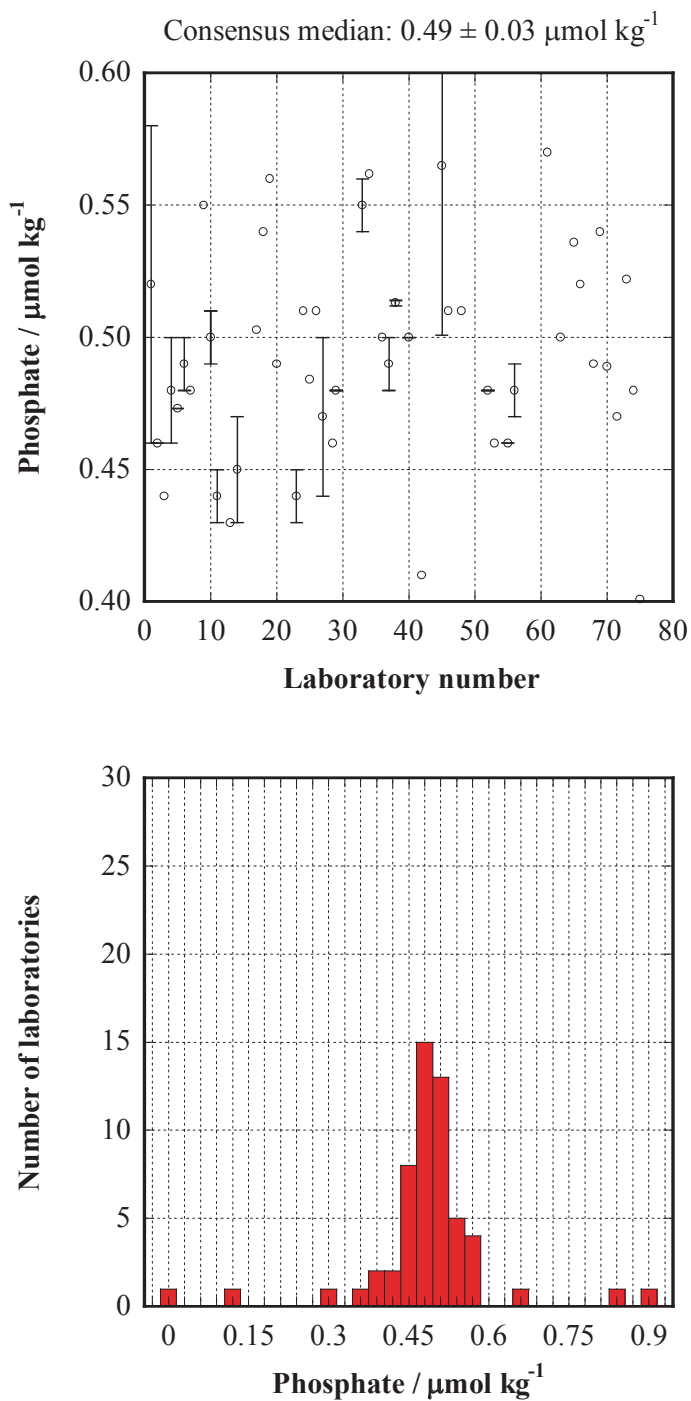 Consensus median: 0.49 ± 0.03 μmol kg⁻¹
0.60
0.55
0.50
0.45
0.40
Phosphate / μmol kg⁻¹
0 10 20 30 40 50 60 70 80
Laboratory number
30
25
20
15
10
5
0
Number of laboratories
0 0.15 0.3 0.45 0.6 0.75 0.9
Phosphate / μmol kg⁻¹